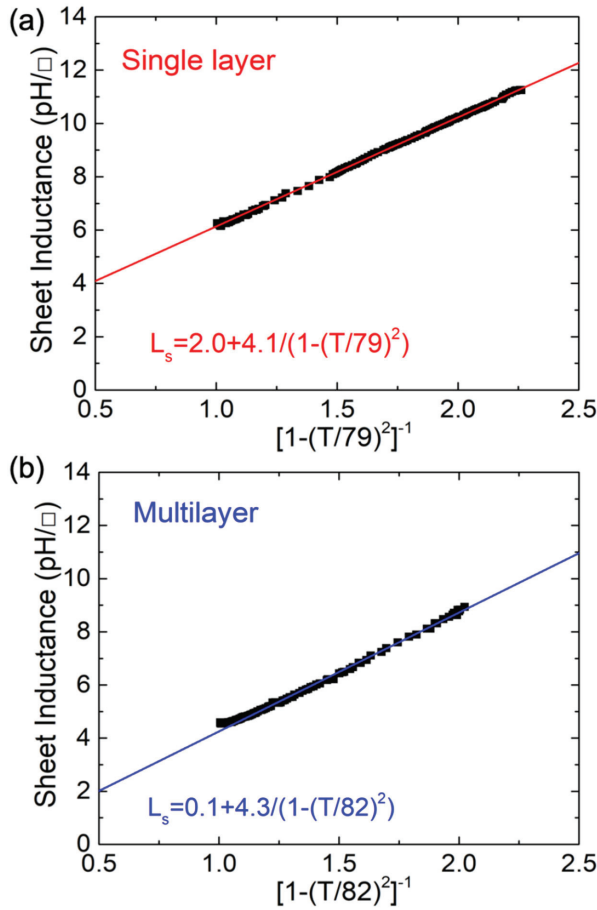 (a)
14
12
10
8
6
4
2
0
Sheet Inductance (pH/□)
Single layer
Lₛ=2.0+4.1/(1-(T/79)²)
0.5 1.0 1.5 2.0 2.5
[1-(T/79)²]⁻¹
(b)
14
12
10
8
6
4
2
0
Sheet Inductance (pH/□)
Multilayer
Lₛ=0.1+4.3/(1-(T/82)²)
0.5 1.0 1.5 2.0 2.5
[1-(T/82)²]⁻¹